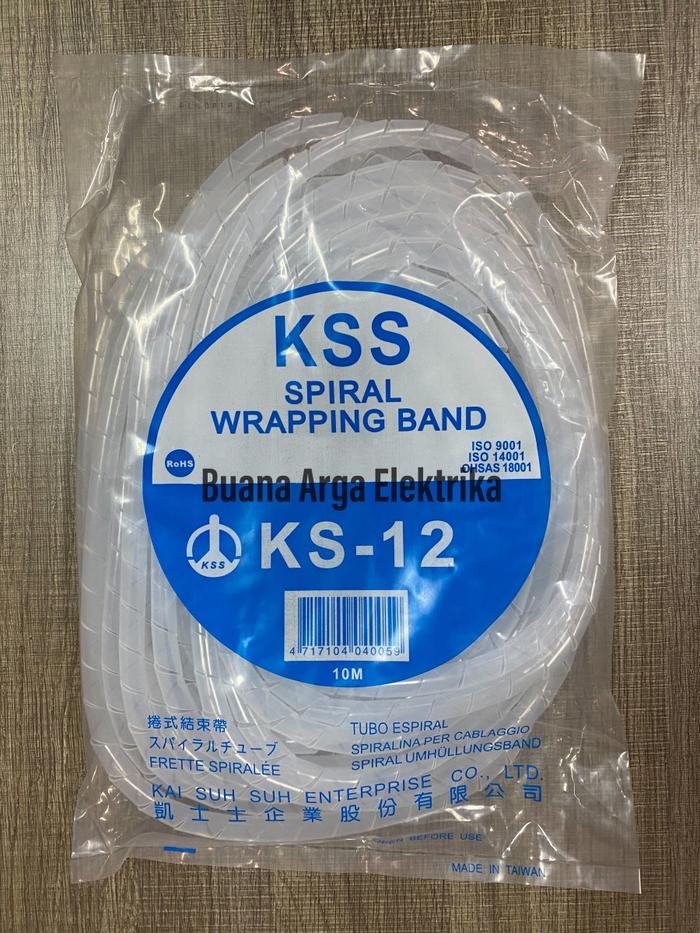 KSS
SPIRAL
WRAPPING BAND
ISO 9001
ISO 14001
OHSAS 18001
RoHS
Buana Arga Elektrika
KSS
KS-12
4 717104 040059
10M
捲式結束帶
スパイラルチューブ
FRETTE SPIRALÉE
TUBO ESPIRAL
SPIRALINA PER CABLAGGIO
SPIRAL UMHÜLLUNGSBAND
KAI SUH SUH ENTERPRISE CO., LTD.
凱士士企業股份有限公司
OPEN BEFORE USE
MADE IN TAIWAN